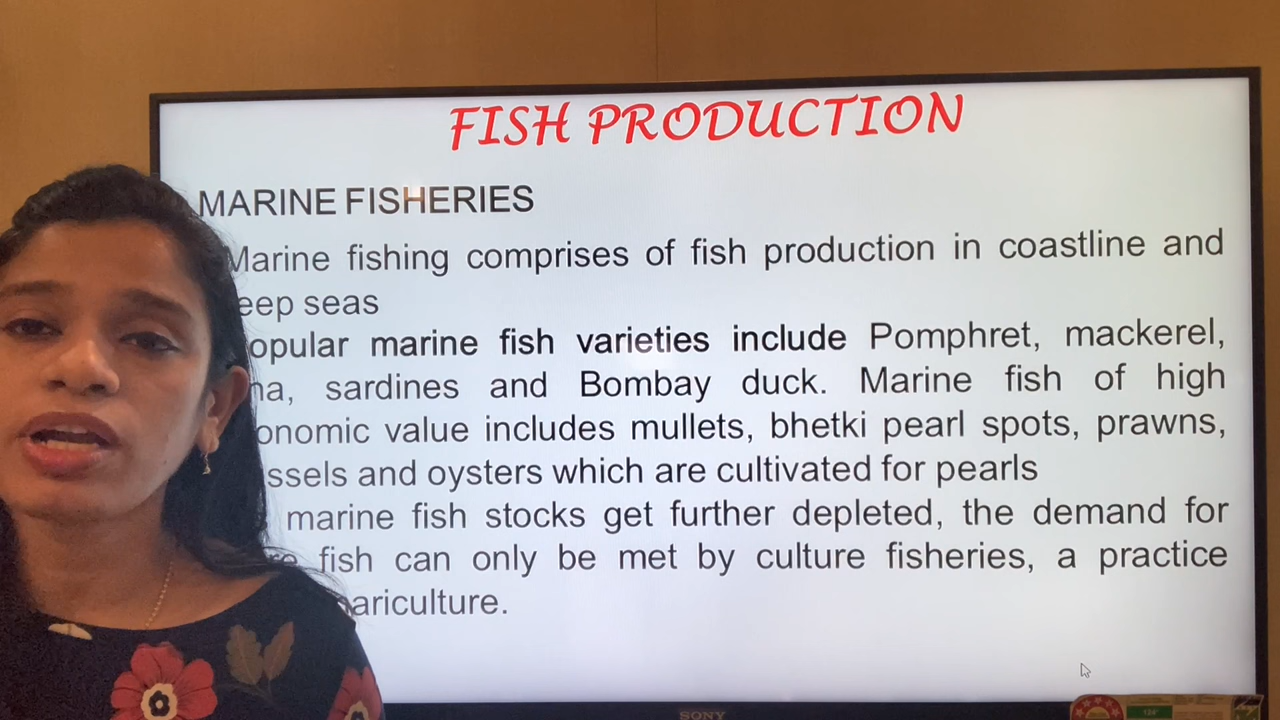 FISH PRODUCTION
MARINE FISHERIES
Marine fishing comprises of fish production in coastline and
eep seas
opular marine fish varieties include Pomphret, mackerel,
na, sardines and Bombay duck. Marine fish of high
onomic value includes mullets, bhetki pearl spots, prawns,
ssels and oysters which are cultivated for pearls
marine fish stocks get further depleted, the demand for
fish can only be met by culture fisheries, a practice
ariculture.
SONY